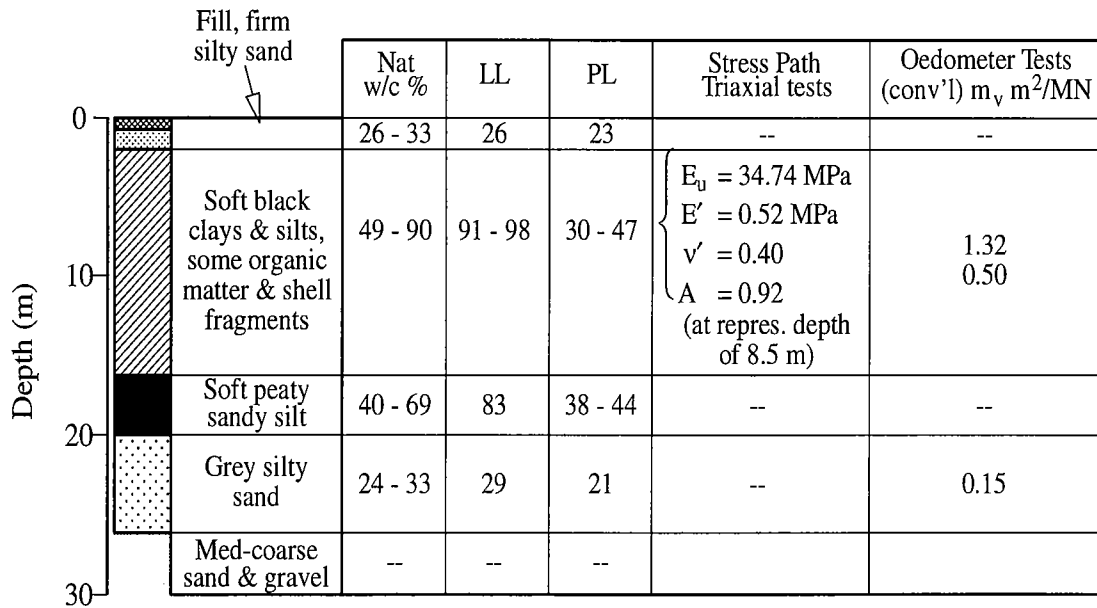 Fill, firm
silty sand
Nat
w/c %
LL
PL
Stress Path
Triaxial tests
Oedometer Tests
(conv'l) m_v m²/MN
Depth (m)
0
10
20
30
26 - 33
26
23
--
--
Soft black
clays & silts,
some organic
matter & shell
fragments
49 - 90
91 - 98
30 - 47
E_u = 34.74 MPa
E′ = 0.52 MPa
ν′ = 0.40
A = 0.92
(at repres. depth
of 8.5 m)
1.32
0.50
Soft peaty
sandy silt
40 - 69
83
38 - 44
--
--
Grey silty
sand
24 - 33
29
21
--
0.15
Med-coarse
sand & gravel
--
--
--